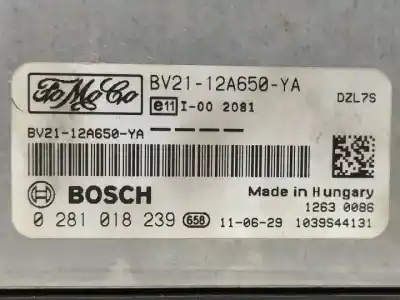 FoMoCo
BV21-12A650-YA
e11 I-00 2081
DZL7S
BV21-12A650-YA — — — —
BOSCH
Made in Hungary
1263 0086
0 281 018 239 658 11-06-29 1039S44131